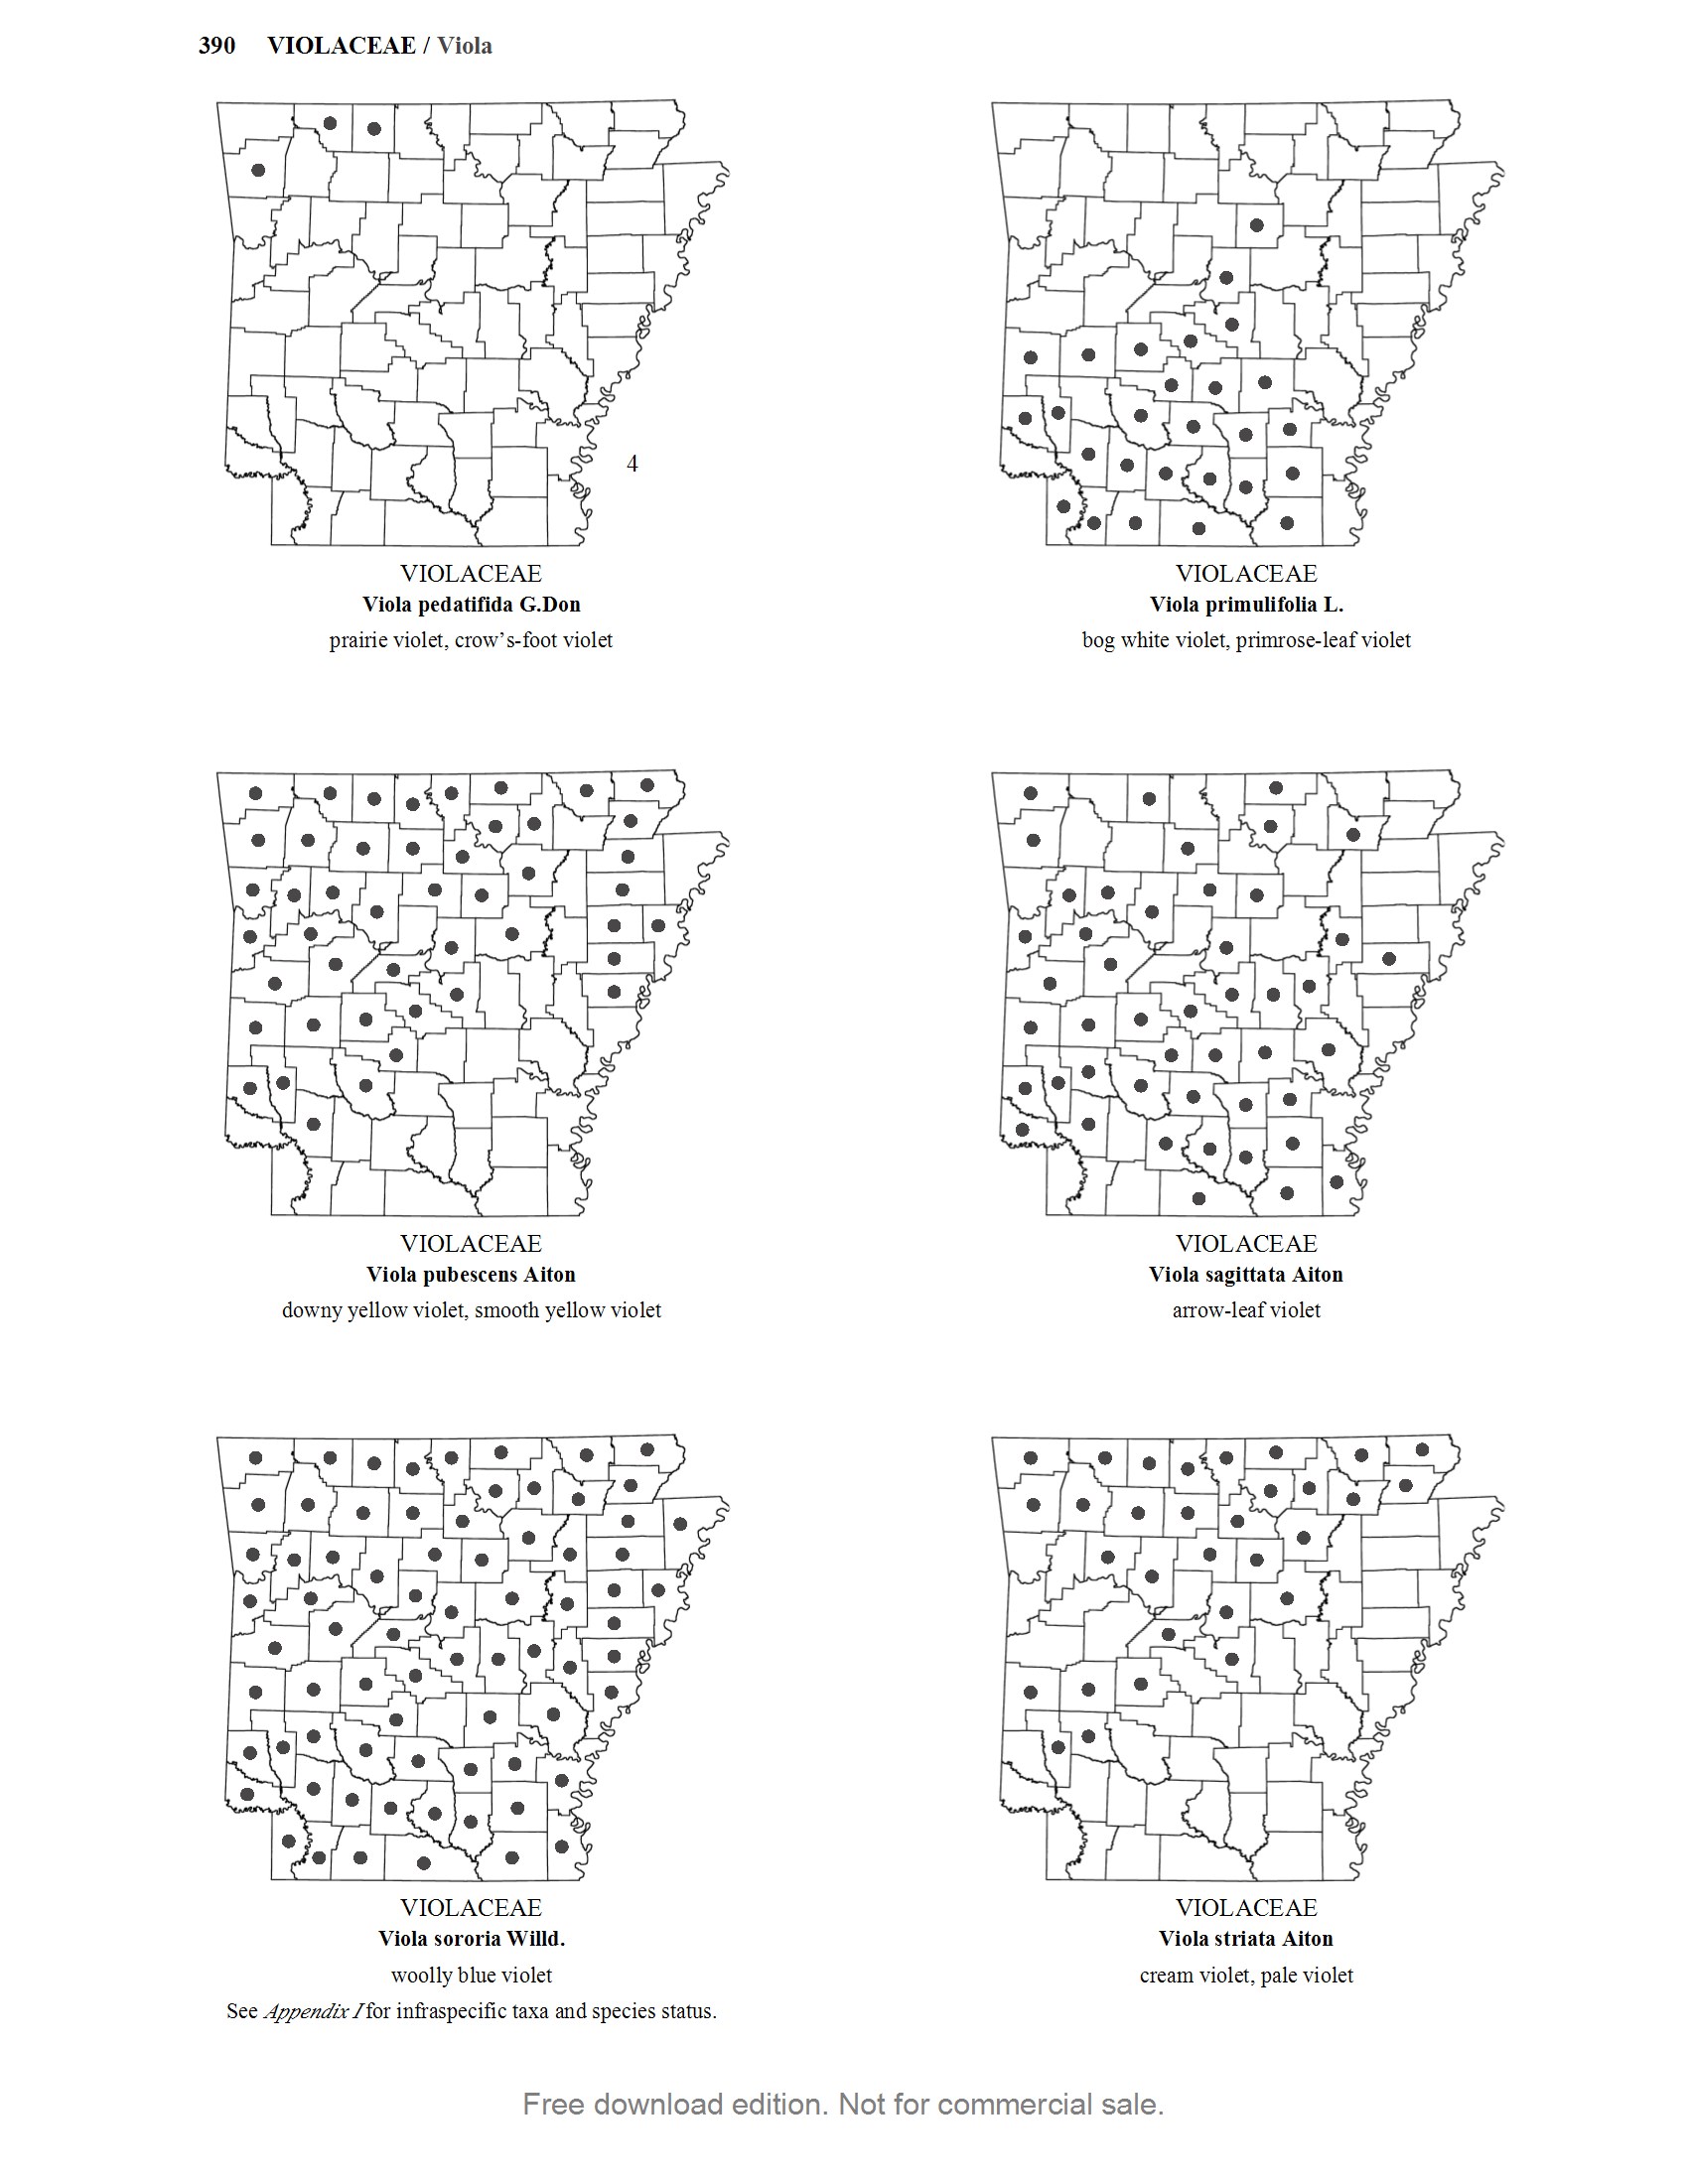 390 VIOLACEAE / Viola
4
VIOLACEAE
Viola pedatifida G.Don
prairie violet, crow’s-foot violet
VIOLACEAE
Viola primulifolia L.
bog white violet, primrose-leaf violet
VIOLACEAE
Viola pubescens Aiton
downy yellow violet, smooth yellow violet
VIOLACEAE
Viola sagittata Aiton
arrow-leaf violet
VIOLACEAE
Viola sororia Willd.
woolly blue violet
See Appendix I for infraspecific taxa and species status.
VIOLACEAE
Viola striata Aiton
cream violet, pale violet
Free download edition. Not for commercial sale.